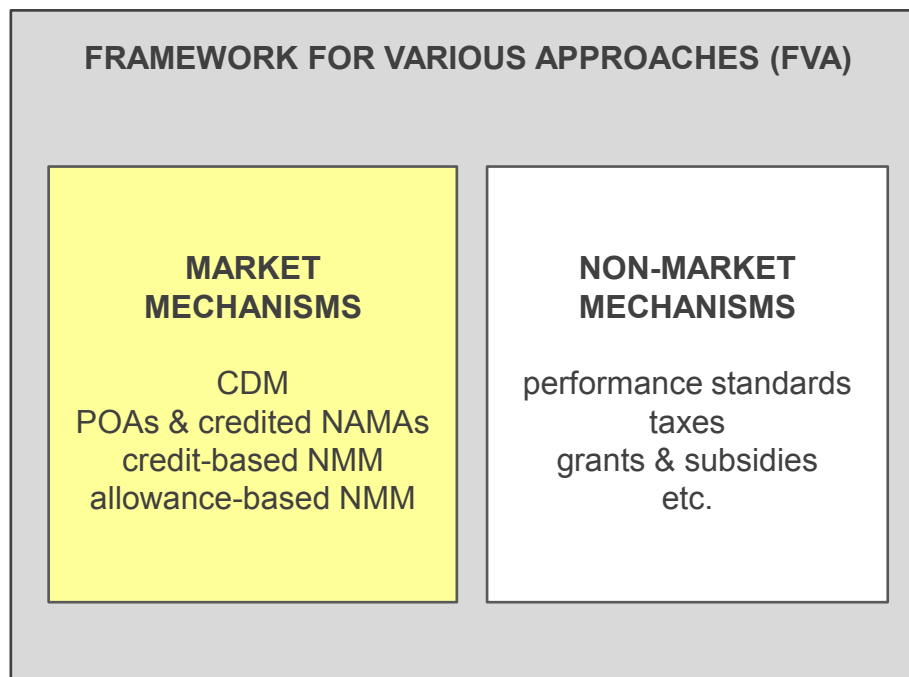 FRAMEWORK FOR VARIOUS APPROACHES (FVA)
MARKET
MECHANISMS
CDM
POAs & credited NAMAs
credit-based NMM
allowance-based NMM
NON-MARKET
MECHANISMS
performance standards
taxes
grants & subsidies
etc.